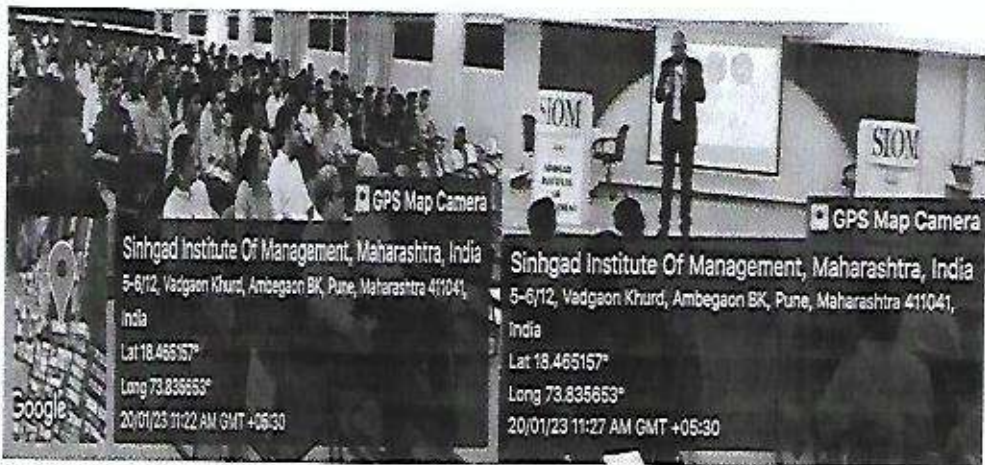 GPS Map Camera
Sinhgad Institute Of Management, Maharashtra, India
5-6/12, Vadgaon Khurd, Ambegaon BK, Pune, Maharashtra 411041,
India
Lat 18.465157°
Long 73.835653°
20/01/23 11:22 AM GMT +05:30
Google
SIOM
SINHGAD
INSTITUTE
OF
SIOM
GPS Map Camera
Sinhgad Institute Of Management, Maharashtra, India
5-6/12, Vadgaon Khurd, Ambegaon BK, Pune, Maharashtra 411041,
India
Lat 18.465157°
Long 73.835653°
20/01/23 11:27 AM GMT +05:30